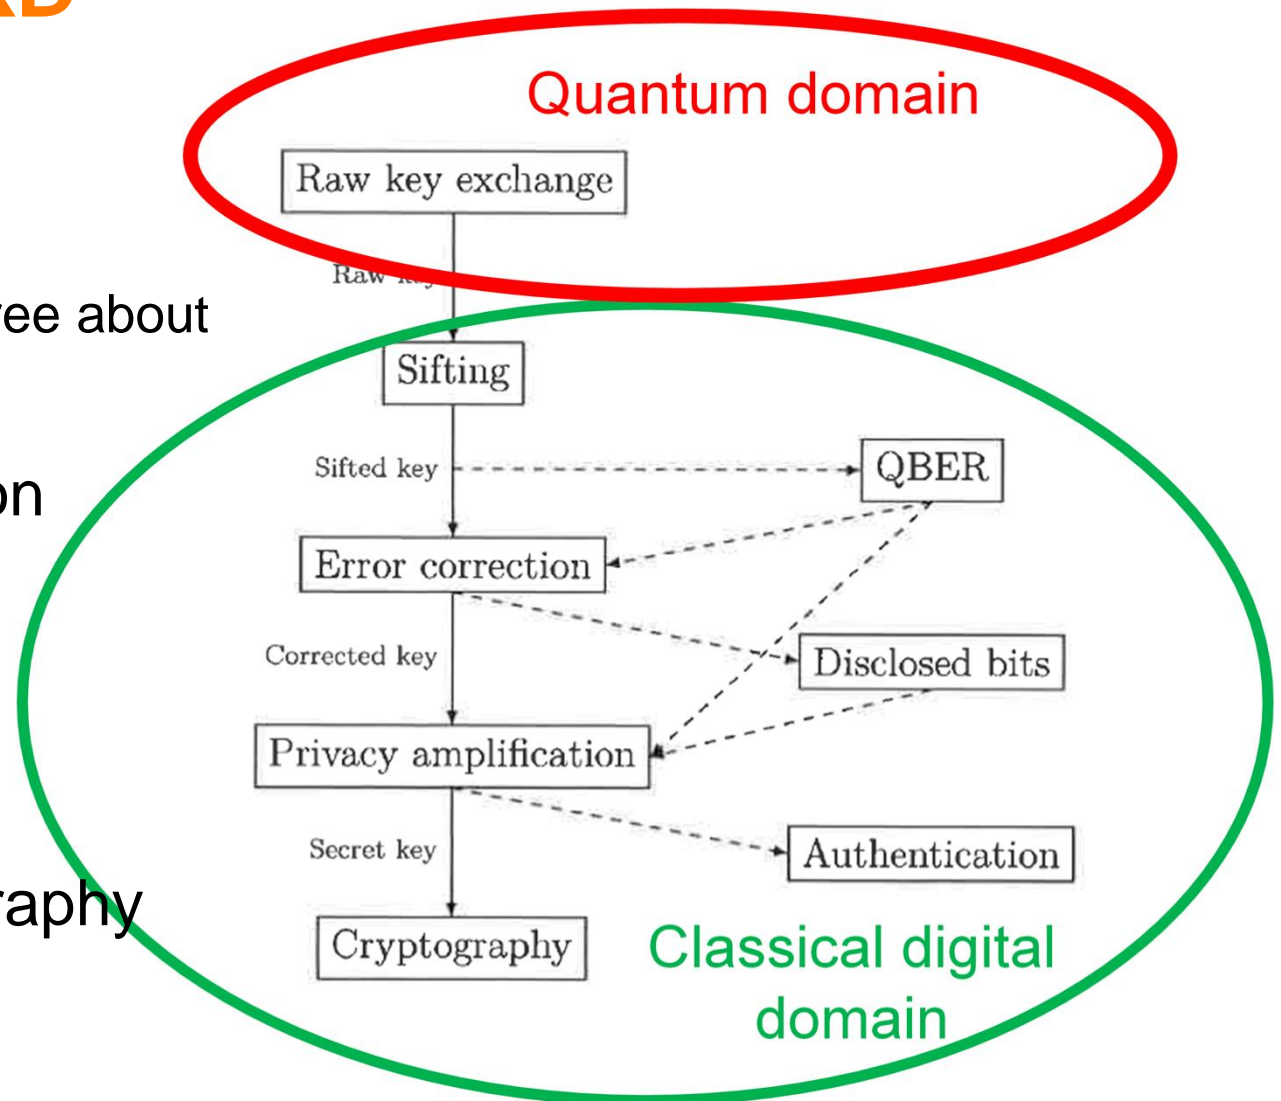 Quantum domain
Raw key exchange
Raw
ree about
Sifting
Sifted key
QBER
on
Error correction
Corrected key
Disclosed bits
Privacy amplification
Secret key
Authentication
raphy
Cryptography
Classical digital
domain